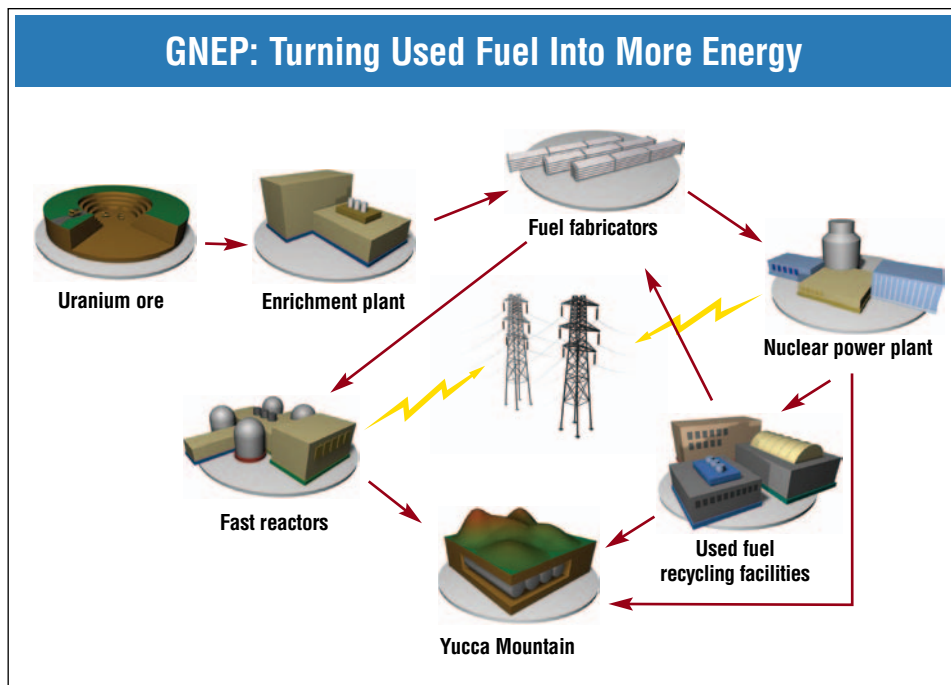 GNEP: Turning Used Fuel Into More Energy
Fuel fabricators
Uranium ore
Enrichment plant
Nuclear power plant
Fast reactors
Used fuel
recycling facilities
Yucca Mountain